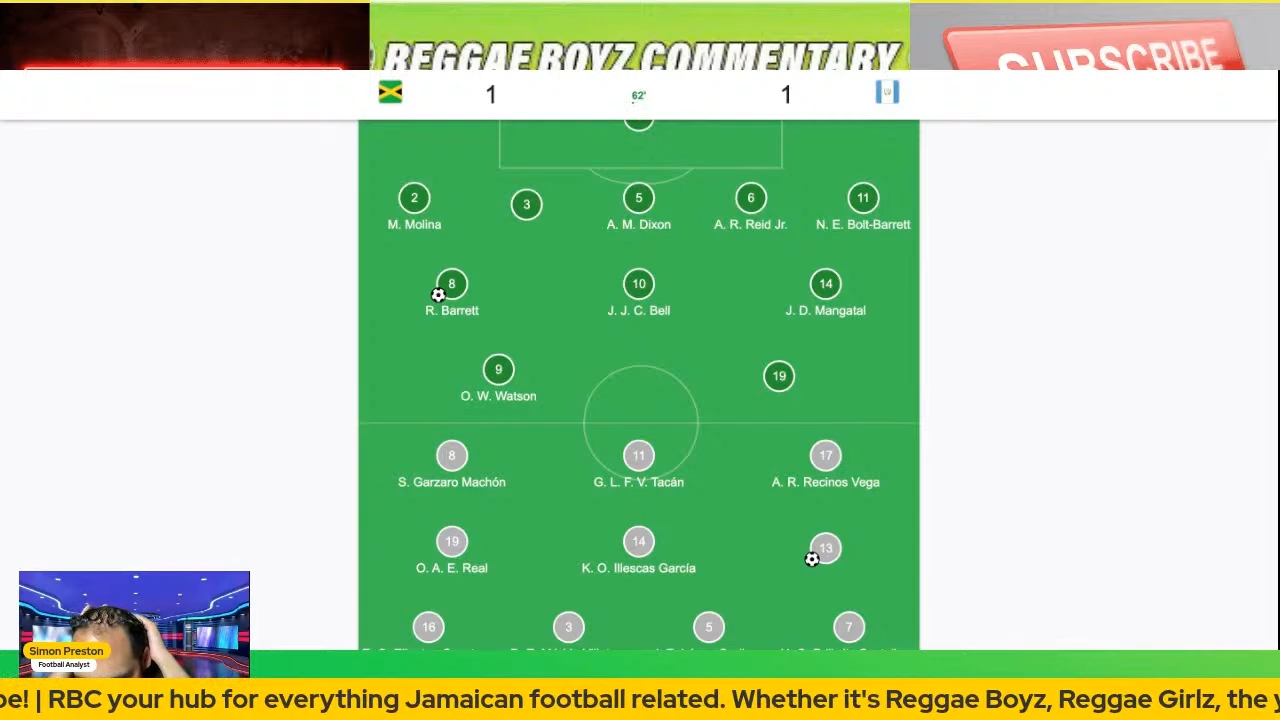 REGGAE BOYZ COMMENTARY
SUBSCRIBE
1
62'
1
2
3
5
6
11
M. Molina
A. M. Dixon
A. R. Reid Jr.
N. E. Bolt-Barrett
8
10
14
R. Barrett
J. J. C. Bell
J. D. Mangatal
9
19
O. W. Watson
8
11
17
S. Garzaro Machón
G. L. F. V. Tacán
A. R. Recinos Vega
19
14
13
O. A. E. Real
K. O. Illescas García
16
3
5
7
Simon Preston
Football Analyst
be! | RBC your hub for everything Jamaican football related. Whether it's Reggae Boyz, Reggae Girlz, the y